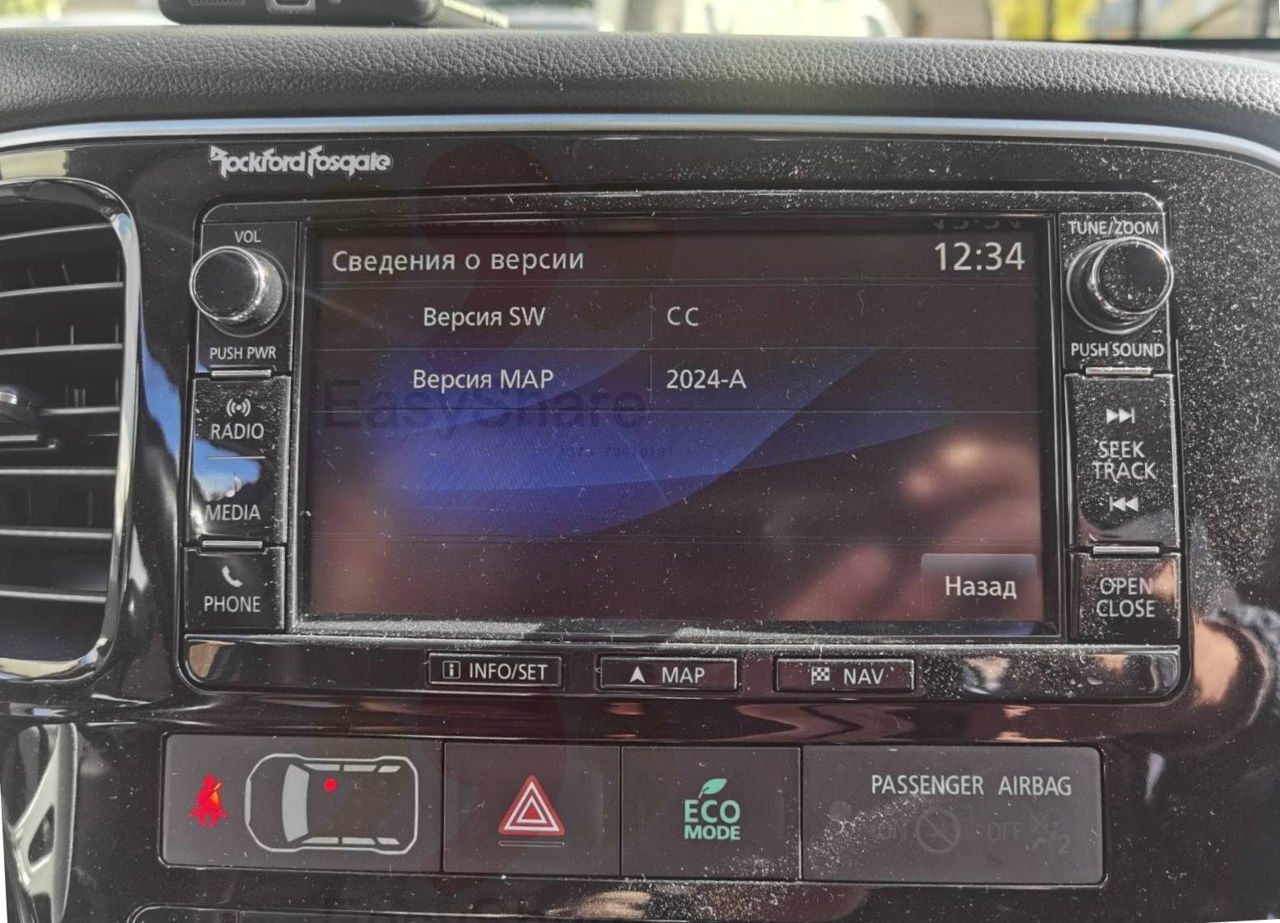 Rockford Fosgate
VOL
TUNE/ZOOM
Сведения о версии
12:34
Версия SW
CC
PUSH PWR
PUSH SOUND
Версия MAP
2024-A
EasyShare
RADIO
SEEK
TRACK
MEDIA
PHONE
Назад
OPEN
CLOSE
INFO/SET
MAP
NAV
PASSENGER AIRBAG
ECO
MODE
ON
OFF
2